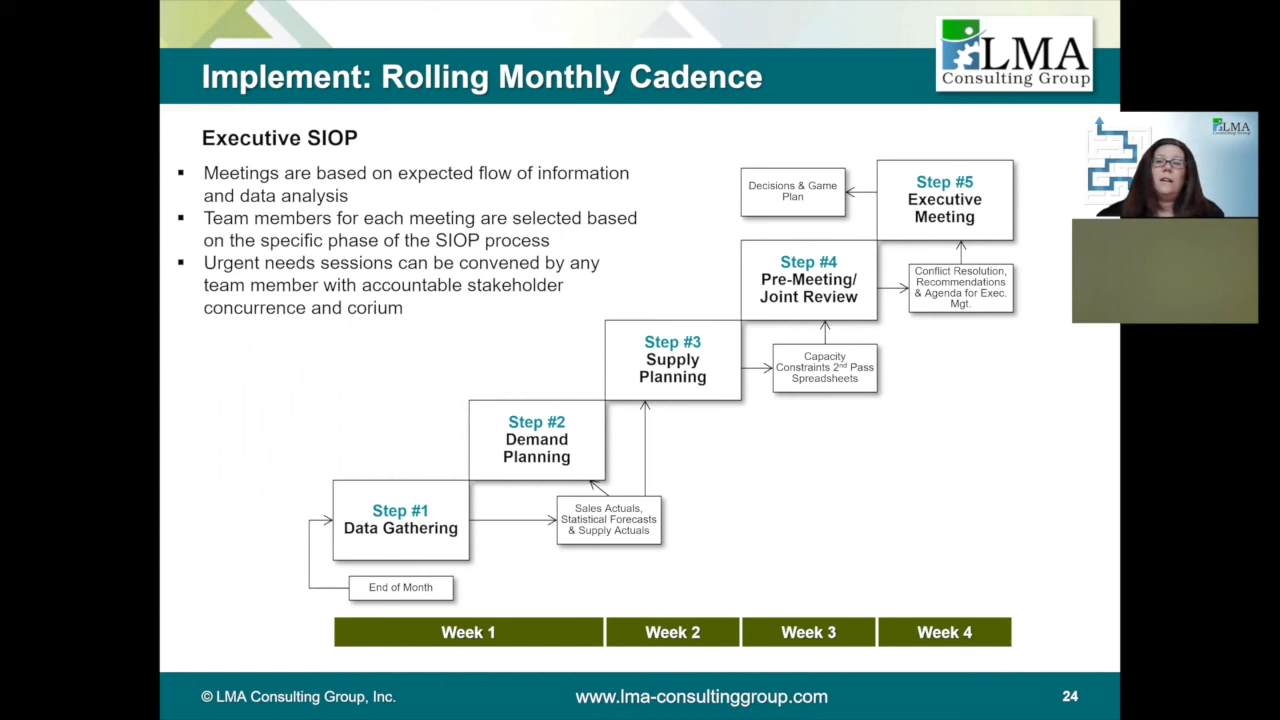 Implement: Rolling Monthly Cadence
LMA
Consulting Group
Executive SIOP
▪ Meetings are based on expected flow of information
and data analysis
▪ Team members for each meeting are selected based
on the specific phase of the SIOP process
▪ Urgent needs sessions can be convened by any
team member with accountable stakeholder
concurrence and corium
LMA
Consulting Group
Decisions & Game
Plan
Step #5
Executive
Meeting
Step #4
Pre-Meeting/
Joint Review
Conflict Resolution,
Recommendations
& Agenda for Exec.
Mgt.
Step #3
Supply
Planning
Capacity
Constraints 2nd Pass
Spreadsheets
Step #2
Demand
Planning
Step #1
Data Gathering
Sales Actuals,
Statistical Forecasts
& Supply Actuals
End of Month
Week 1
Week 2
Week 3
Week 4
© LMA Consulting Group, Inc.
www.lma-consultinggroup.com
24